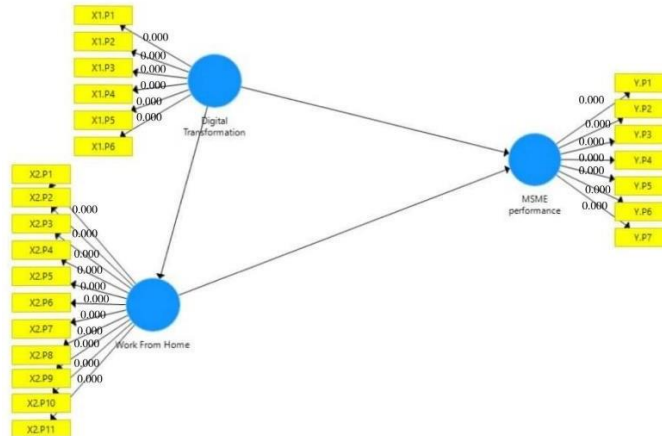 X1.P1
X1.P2
X1.P3
X1.P4
X1.P5
X1.P6
0.000
0.000
0.000
0.000
0.000
0.000
Digital
Transformation
X2.P1
X2.P2
X2.P3
X2.P4
X2.P5
X2.P6
X2.P7
X2.P8
X2.P9
X2.P10
X2.P11
0.000
0.000
0.000
0.000
0.000
0.000
0.000
0.000
0.000
0.000
Work From Home
MSME
performance
0.000
0.000
0.000
0.000
0.000
0.000
0.000
Y.P1
Y.P2
Y.P3
Y.P4
Y.P5
Y.P6
Y.P7